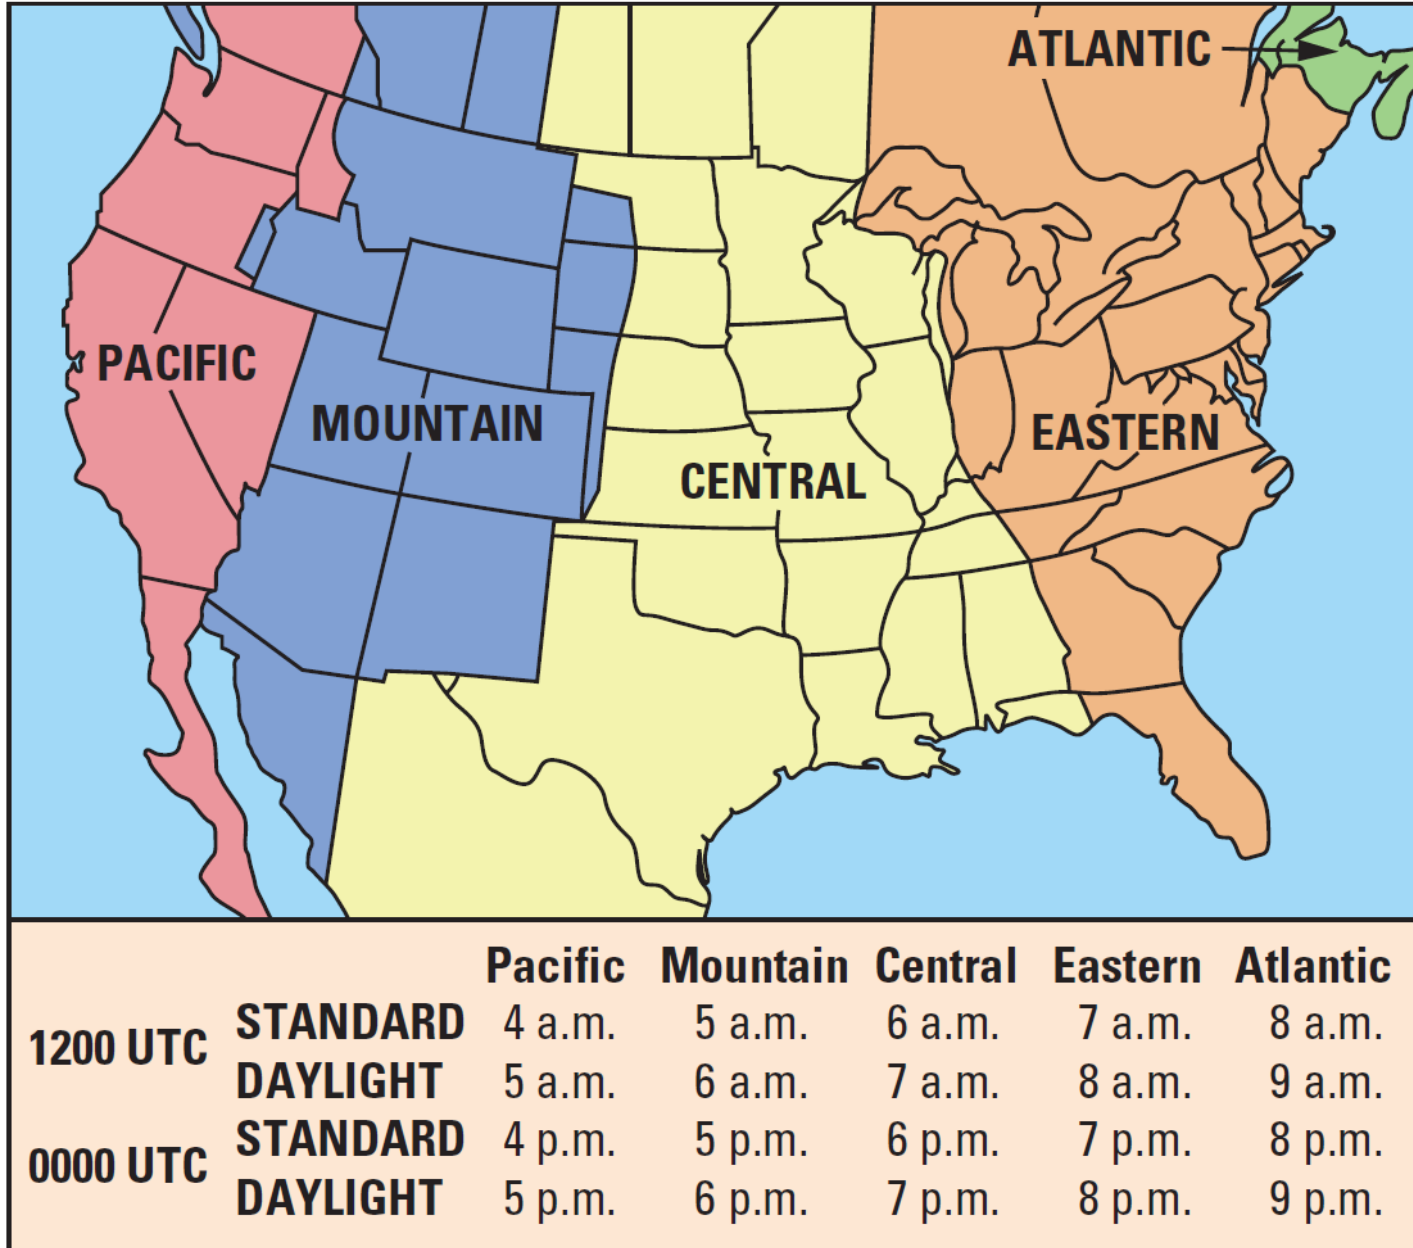 ATLANTIC
PACIFIC
MOUNTAIN
EASTERN
CENTRAL
Pacific Mountain Central Eastern Atlantic
1200 UTC
STANDARD 4 a.m. 5 a.m. 6 a.m. 7 a.m. 8 a.m.
DAYLIGHT 5 a.m. 6 a.m. 7 a.m. 8 a.m. 9 a.m.
0000 UTC
STANDARD 4 p.m. 5 p.m. 6 p.m. 7 p.m. 8 p.m.
DAYLIGHT 5 p.m. 6 p.m. 7 p.m. 8 p.m. 9 p.m.